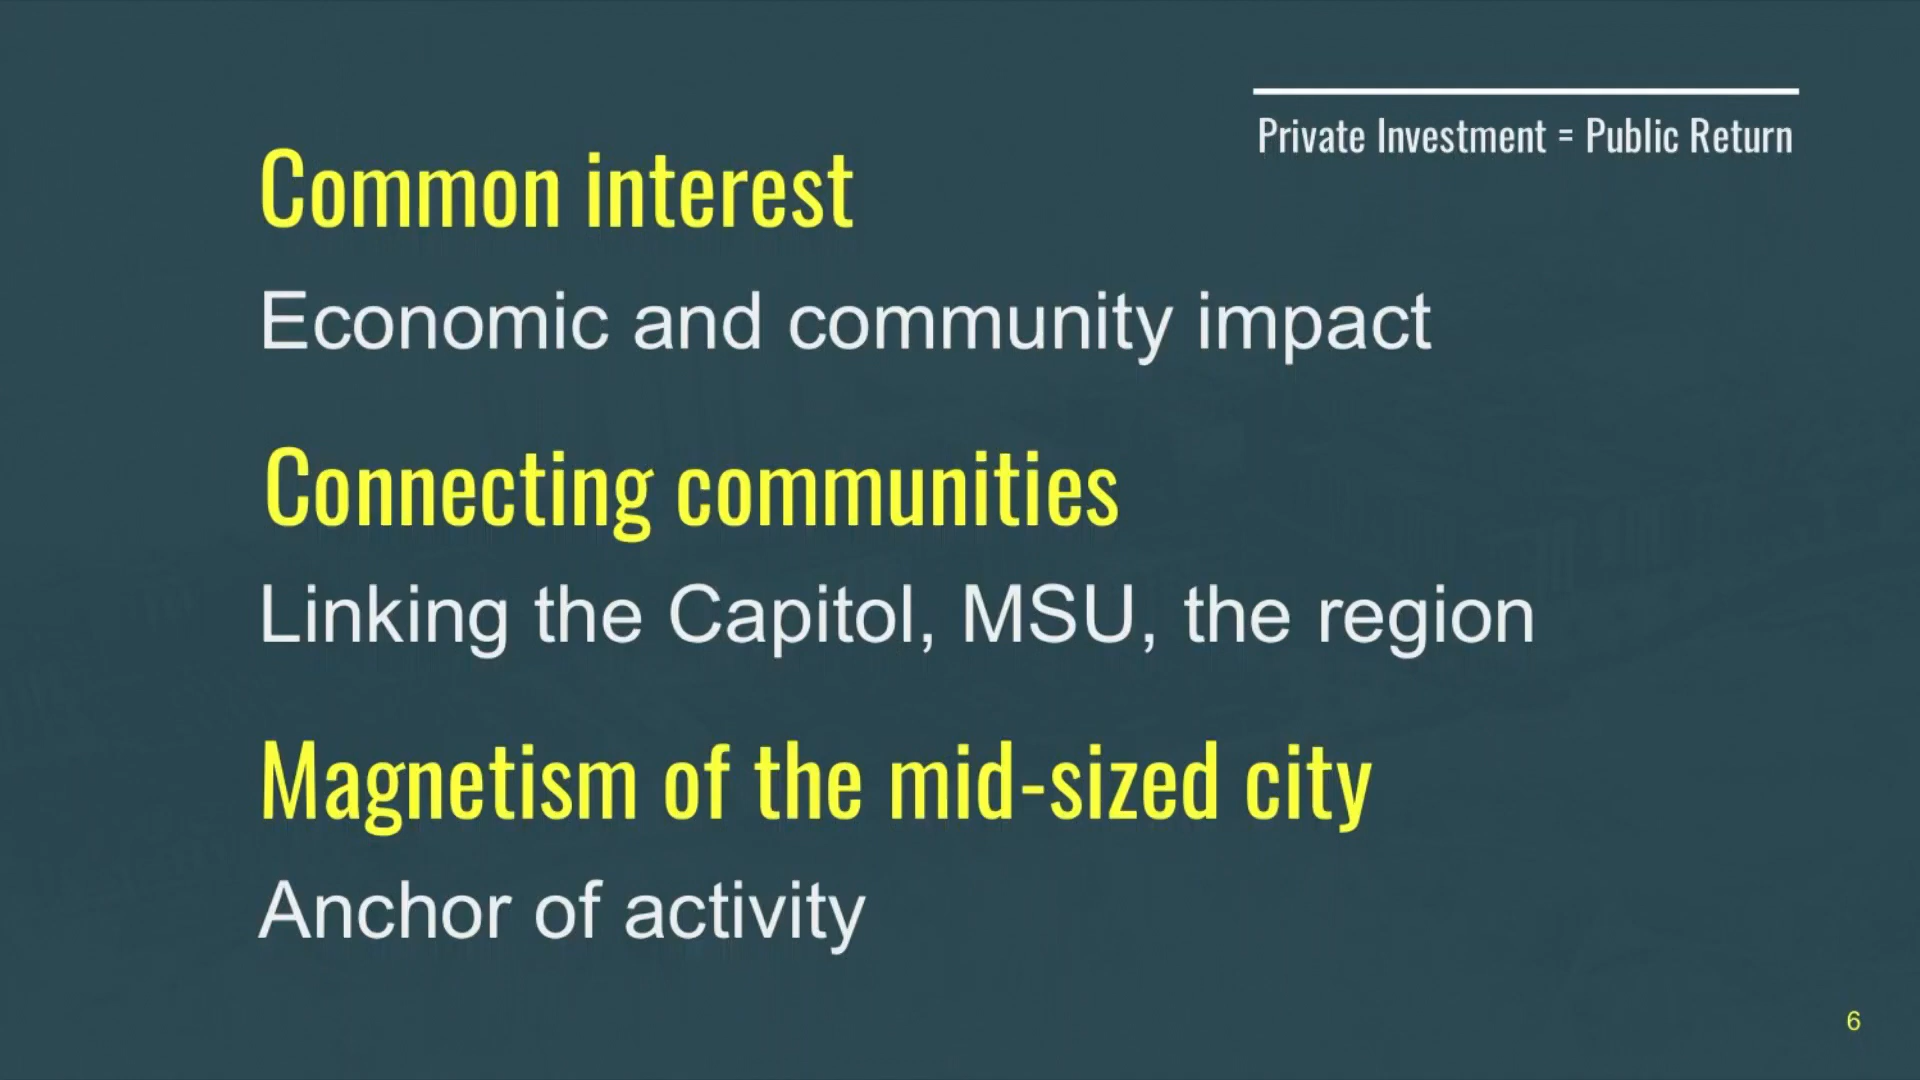 Private Investment = Public Return
Common interest
Economic and community impact
Connecting communities
Linking the Capitol, MSU, the region
Magnetism of the mid-sized city
Anchor of activity
6